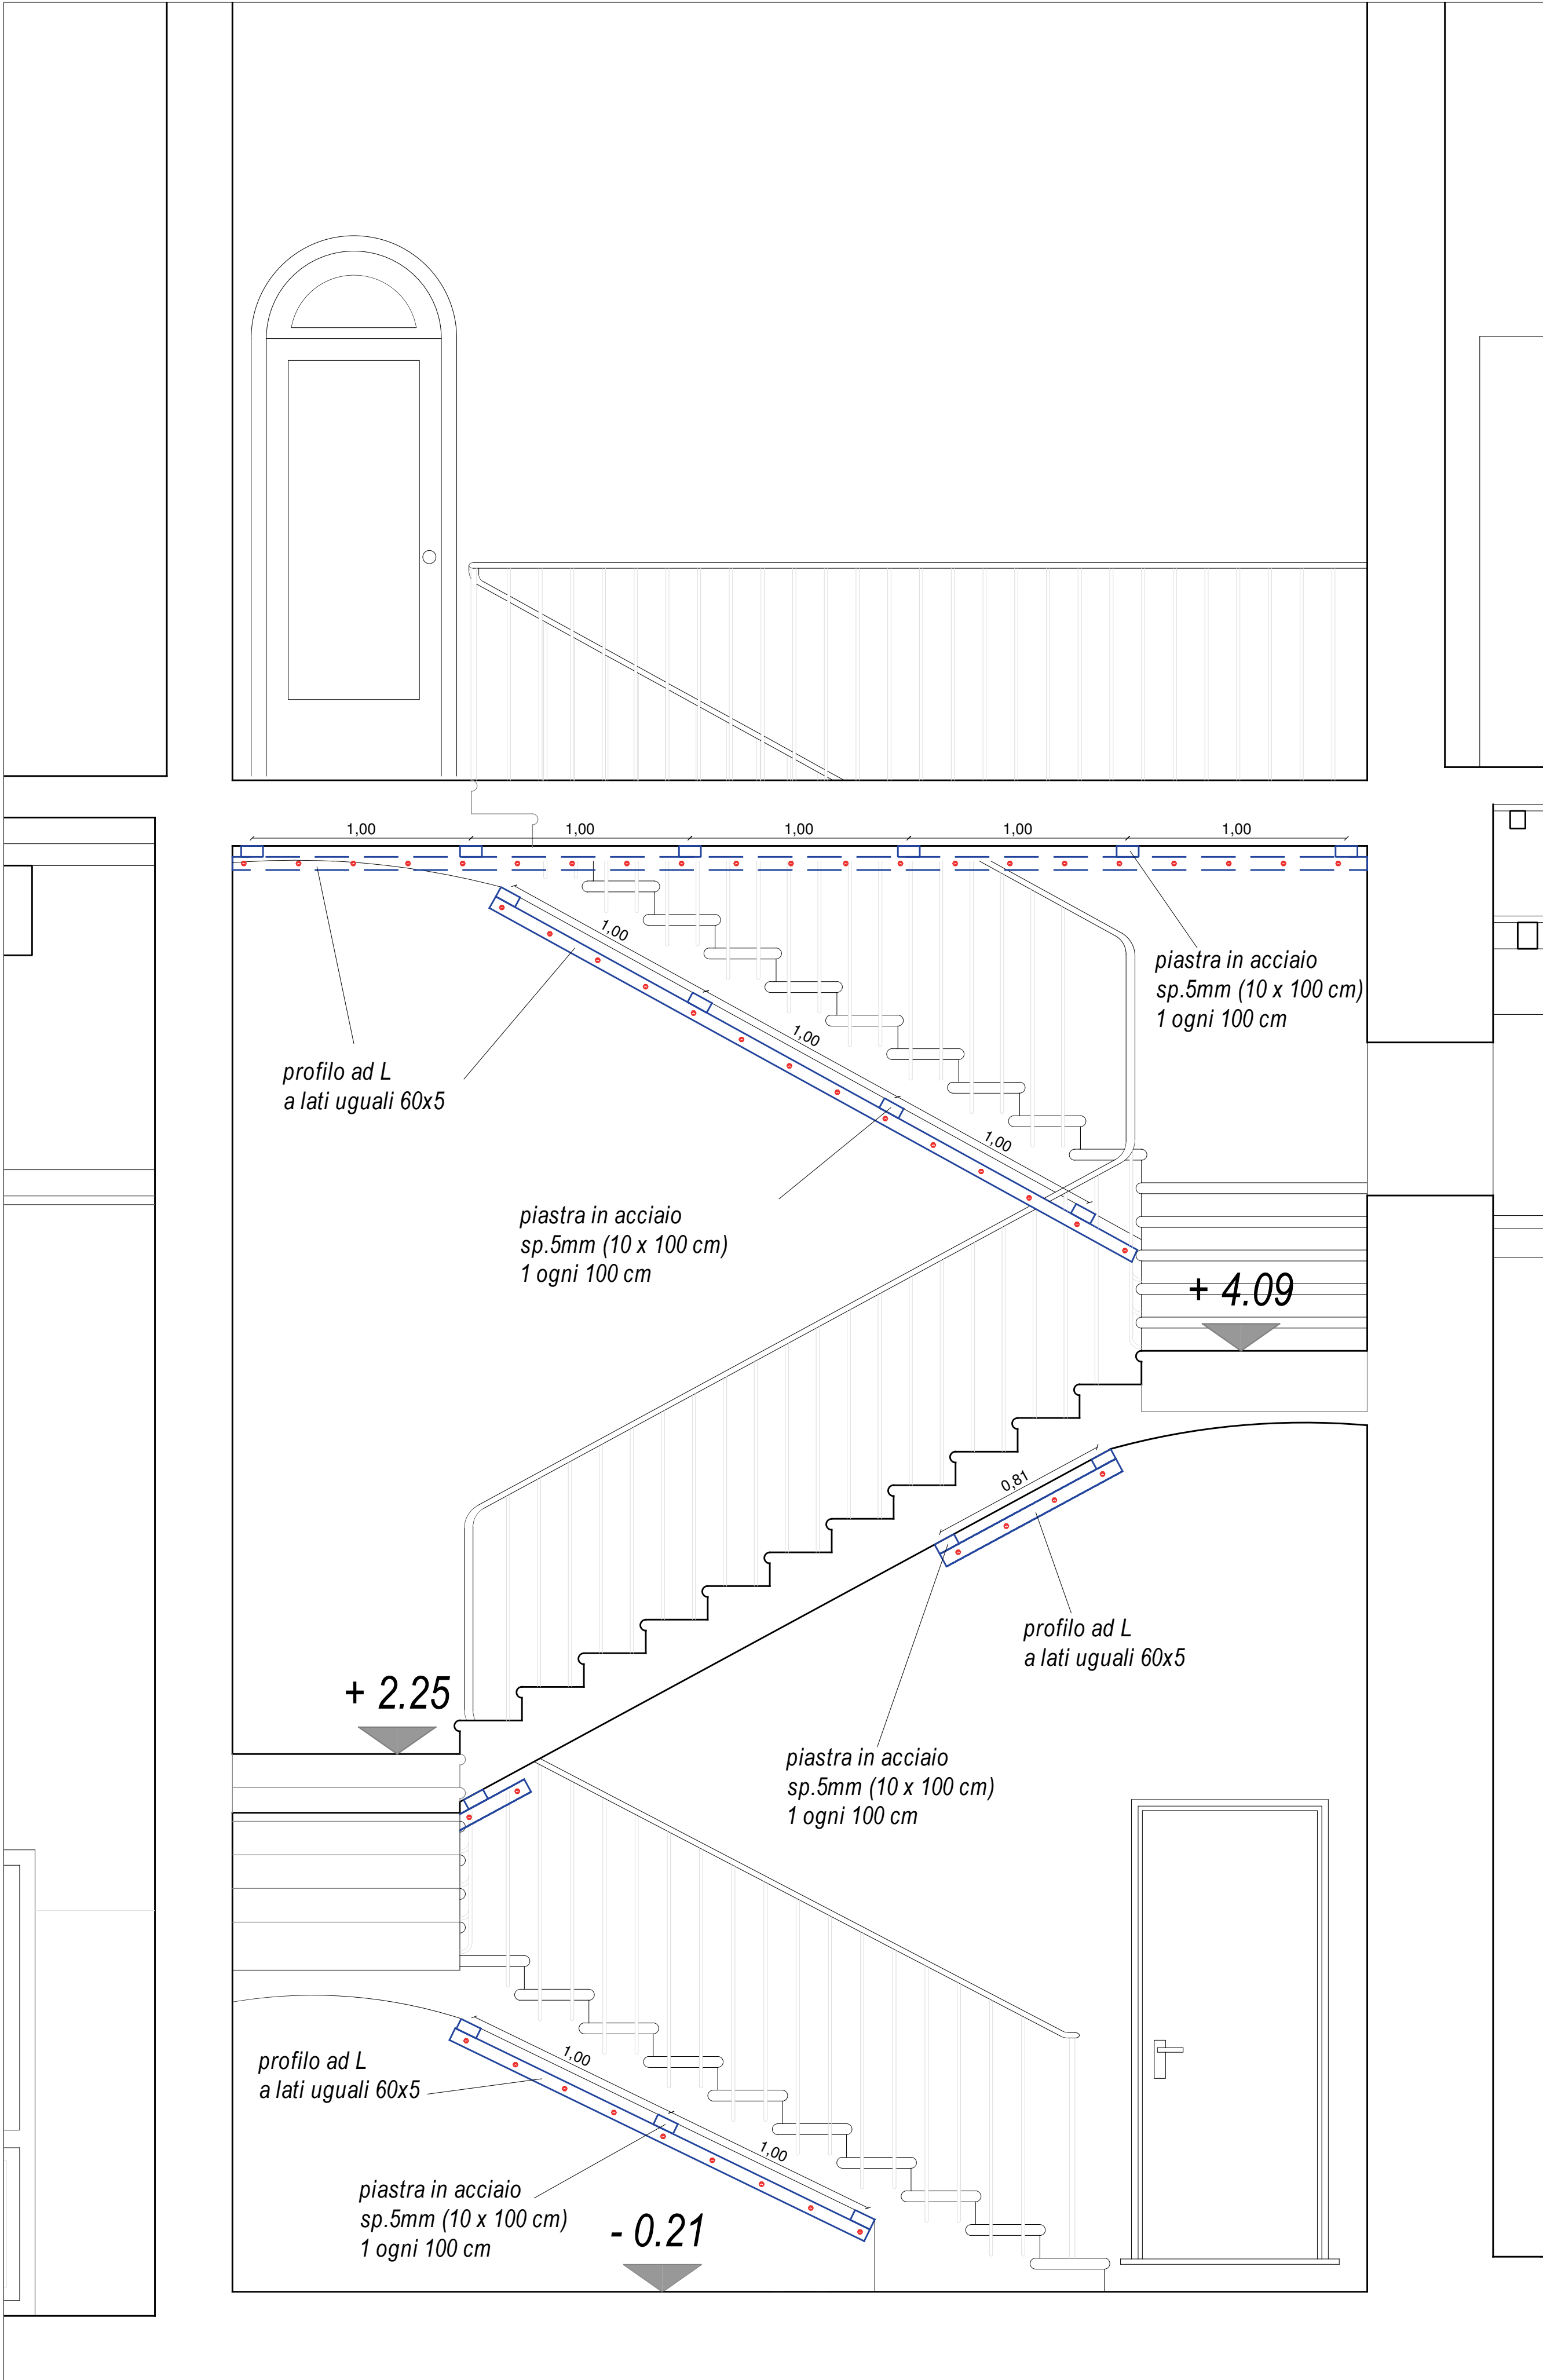 1,00
1,00
1,00
1,00
1,00
1,00
piastra in acciaio
sp.5mm (10 x 100 cm)
1 ogni 100 cm
1,00
profilo ad L
a lati uguali 60x5
1,00
piastra in acciaio
sp.5mm (10 x 100 cm)
1 ogni 100 cm
+ 4.09
0,81
profilo ad L
a lati uguali 60x5
+ 2.25
piastra in acciaio
sp.5mm (10 x 100 cm)
1 ogni 100 cm
1,00
profilo ad L
a lati uguali 60x5
1,00
piastra in acciaio
sp.5mm (10 x 100 cm)
1 ogni 100 cm
- 0.21